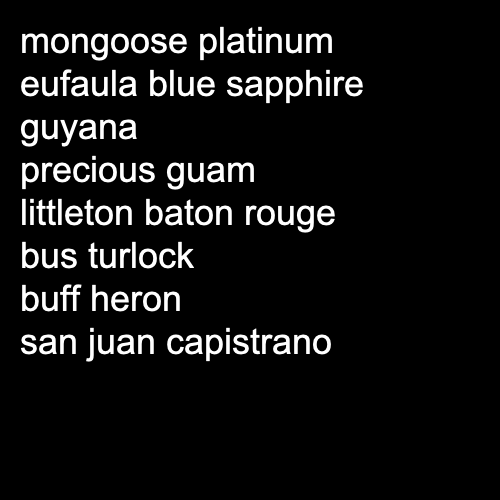 mongoose platinum
eufaula blue sapphire
guyana
precious guam
littleton baton rouge
bus turlock
buff heron
san juan capistrano